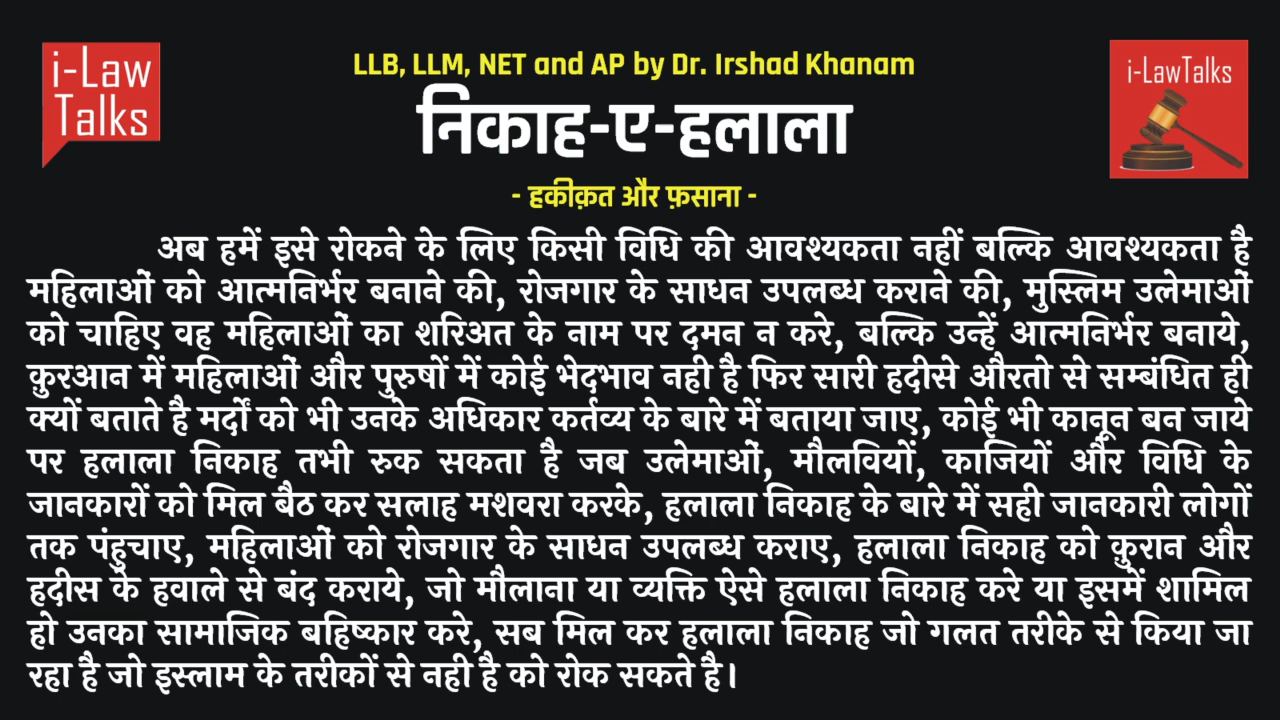 i-Law
Talks
LLB, LLM, NET and AP by Dr. Irshad Khanam
i-LawTalks
निकाह-ए-हलाला
- हकीक़त और फ़साना -
अब हमें इसे रोकने के लिए किसी विधि की आवश्यकता नहीं बल्कि आवश्यकता है
महिलाओं को आत्मनिर्भर बनाने की, रोजगार के साधन उपलब्ध कराने की, मुस्लिम उलेमाओं
को चाहिए वह महिलाओं का शरिअत के नाम पर दमन न करे, बल्कि उन्हें आत्मनिर्भर बनाये,
क़ुरआन में महिलाओं और पुरुषों में कोई भेदभाव नही है फिर सारी हदीसे औरतो से सम्बंधित ही
क्यों बताते है मर्दों को भी उनके अधिकार कर्तव्य के बारे में बताया जाए, कोई भी कानून बन जाये
पर हलाला निकाह तभी रुक सकता है जब उलेमाओं, मौलवियों, काजियों और विधि के
जानकारों को मिल बैठ कर सलाह मशवरा करके, हलाला निकाह के बारे में सही जानकारी लोगों
तक पंहुचाए, महिलाओं को रोजगार के साधन उपलब्ध कराए, हलाला निकाह को क़ुरान और
हदीस के हवाले से बंद कराये, जो मौलाना या व्यक्ति ऐसे हलाला निकाह करे या इसमें शामिल
हो उनका सामाजिक बहिष्कार करे, सब मिल कर हलाला निकाह जो गलत तरीके से किया जा
रहा है जो इस्लाम के तरीकों से नही है को रोक सकते है।